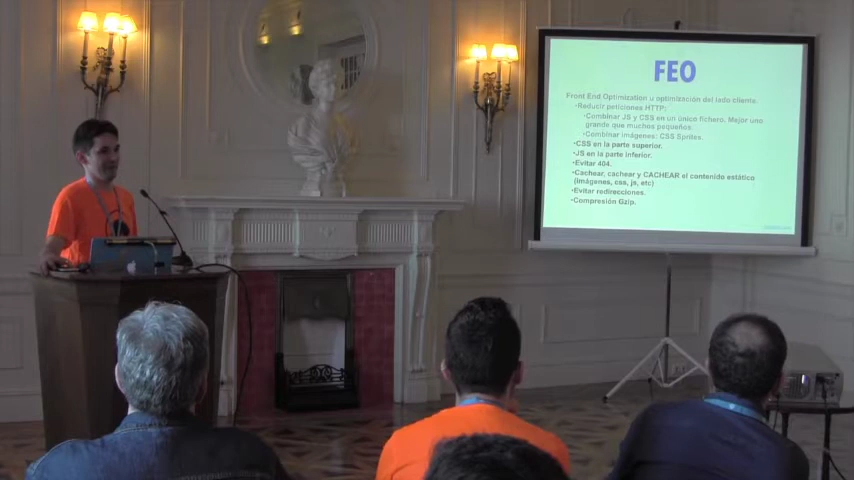 FEO
Front End Optimization u optimización del lado cliente.
•Reducir peticiones HTTP:
•Combinar JS y CSS en un único fichero. Mejor uno
grande que muchos pequeños.
•Combinar imágenes: CSS Sprites.
•CSS en la parte superior.
•JS en la parte inferior.
•Evitar 404.
•Cachear, cachear y CACHEAR el contenido estático
(imágenes, css, js, etc)
•Evitar redirecciones.
•Compresión Gzip.